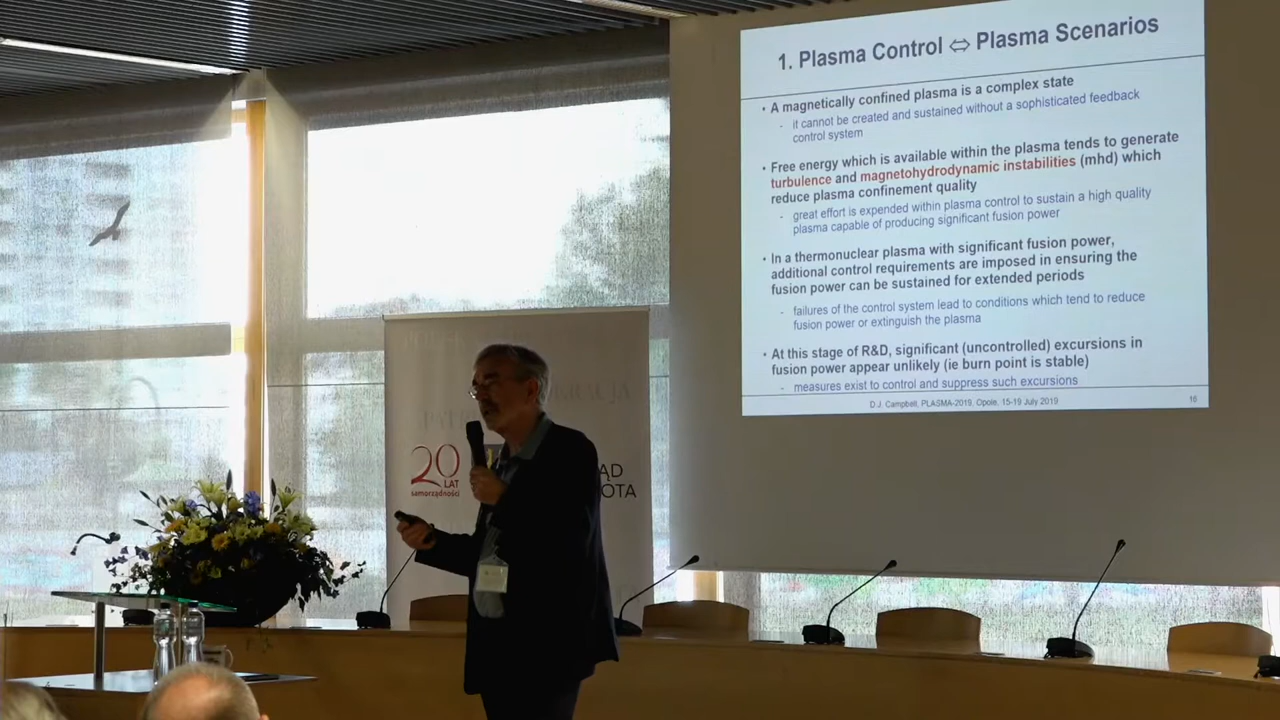 1. Plasma Control ⇔ Plasma Scenarios
• A magnetically confined plasma is a complex state
- it cannot be created and sustained without a sophisticated feedback
control system
• Free energy which is available within the plasma tends to generate
turbulence and magnetohydrodynamic instabilities (mhd) which
reduce plasma confinement quality
- great effort is expended within plasma control to sustain a high quality
plasma capable of producing significant fusion power
• In a thermonuclear plasma with significant fusion power,
additional control requirements are imposed in ensuring the
fusion power can be sustained for extended periods
- failures of the control system lead to conditions which tend to reduce
fusion power or extinguish the plasma
• At this stage of R&D, significant (uncontrolled) excursions in
fusion power appear unlikely (ie burn point is stable)
- measures exist to control and suppress such excursions
D.J. Campbell, PLASMA-2019, Opole, 15-19 July 2019
16
20
LAT
samorządności
ĄD
OTA